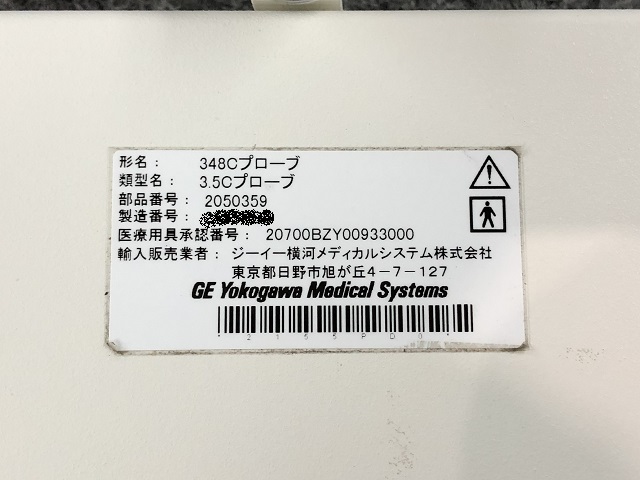 形名： 348Cプローブ
類型名： 3.5Cプローブ
部品番号： 2050359
製造番号：
医療用具承認番号： 20700BZY00933000
輸入販売業者： ジーイー横河メディカルシステム株式会社
東京都日野市旭が丘4-7-127
GE Yokogawa Medical Systems